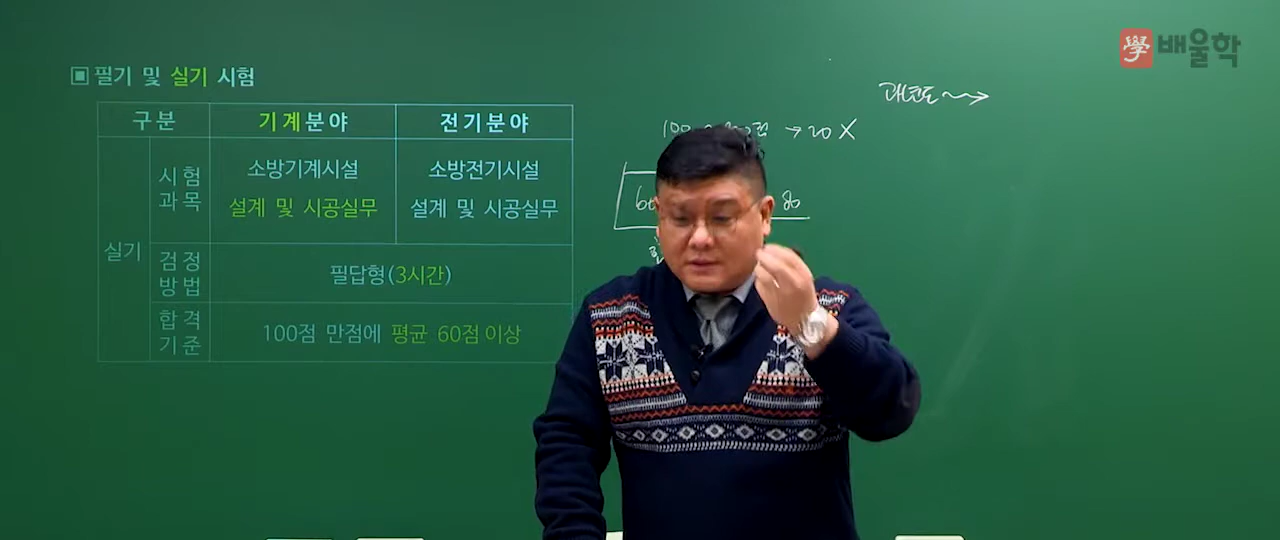 學 배울학
▣ 필기 및 실기 시험
구분 기계분야 전기분야
실기
시험
과목
소방기계시설
설계 및 시공실무
소방전기시설
설계 및 시공실무
검정
방법
필답형(3시간)
합격
기준
100점 만점에 평균 60점 이상
과년도 →
→ 20 X